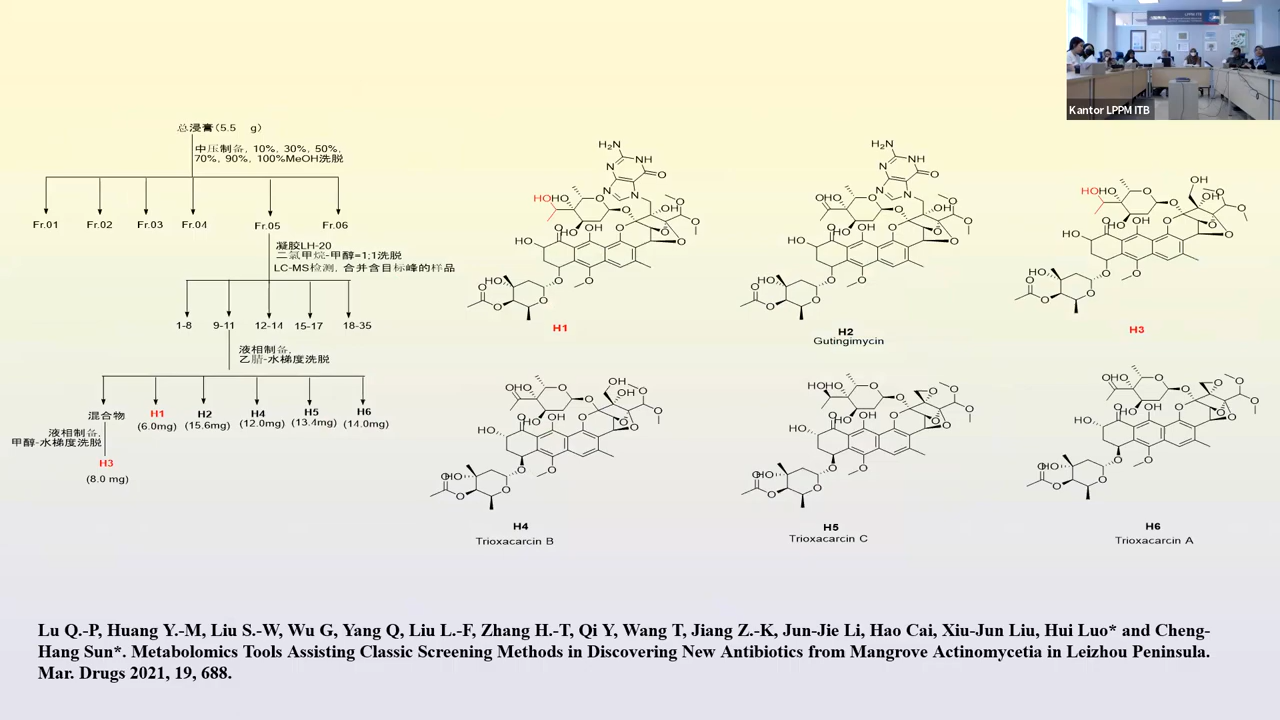 Kantor LPPM ITB
总浸膏(5.5 g)
中压制备, 10%, 30%, 50%,
70%, 90%, 100%MeOH洗脱
Fr.01
Fr.02
Fr.03
Fr.04
Fr.05
Fr.06
凝胶LH-20
二氯甲烷-甲醇=1:1洗脱
LC-MS检测, 合并含目标峰的样品
1-8
9-11
12-14
15-17
18-35
液相制备,
乙腈-水梯度洗脱
混合物
H1
(6.0mg)
H2
(15.6mg)
H4
(12.0mg)
H5
(13.4mg)
H6
(14.0mg)
液相制备,
甲醇-水梯度洗脱
H3
(8.0 mg)
H1
H2
Gutingimycin
H3
H4
Trioxacarcin B
H5
Trioxacarcin C
H6
Trioxacarcin A
Lu Q.-P, Huang Y.-M, Liu S.-W, Wu G, Yang Q, Liu L.-F, Zhang H.-T, Qi Y, Wang T, Jiang Z.-K, Jun-Jie Li, Hao Cai, Xiu-Jun Liu, Hui Luo* and Cheng-
Hang Sun*. Metabolomics Tools Assisting Classic Screening Methods in Discovering New Antibiotics from Mangrove Actinomycetia in Leizhou Peninsula.
Mar. Drugs 2021, 19, 688.